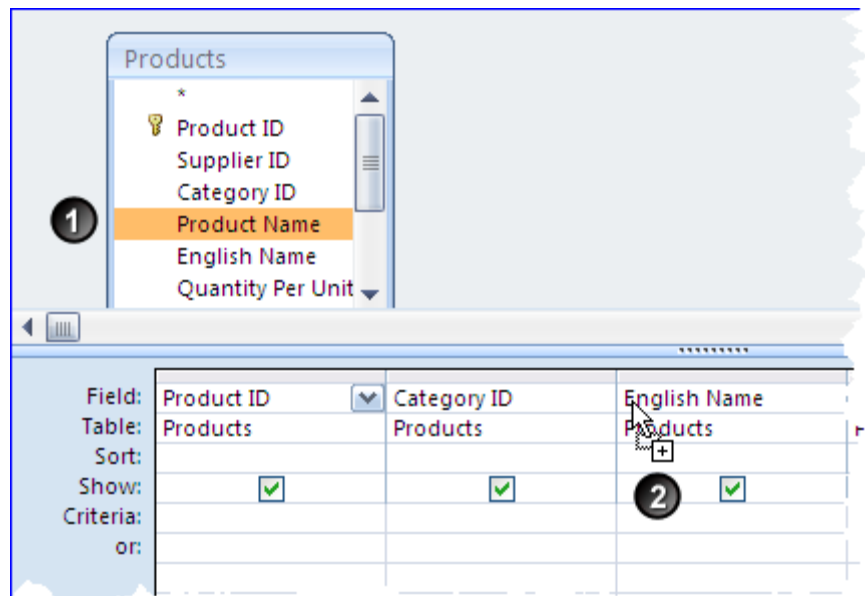 Products
*
Product ID
Supplier ID
Category ID
1
Product Name
English Name
Quantity Per Unit
Field: Product ID Category ID English Name
Table: Products Products Products
Sort:
Show:
2
Criteria:
or: